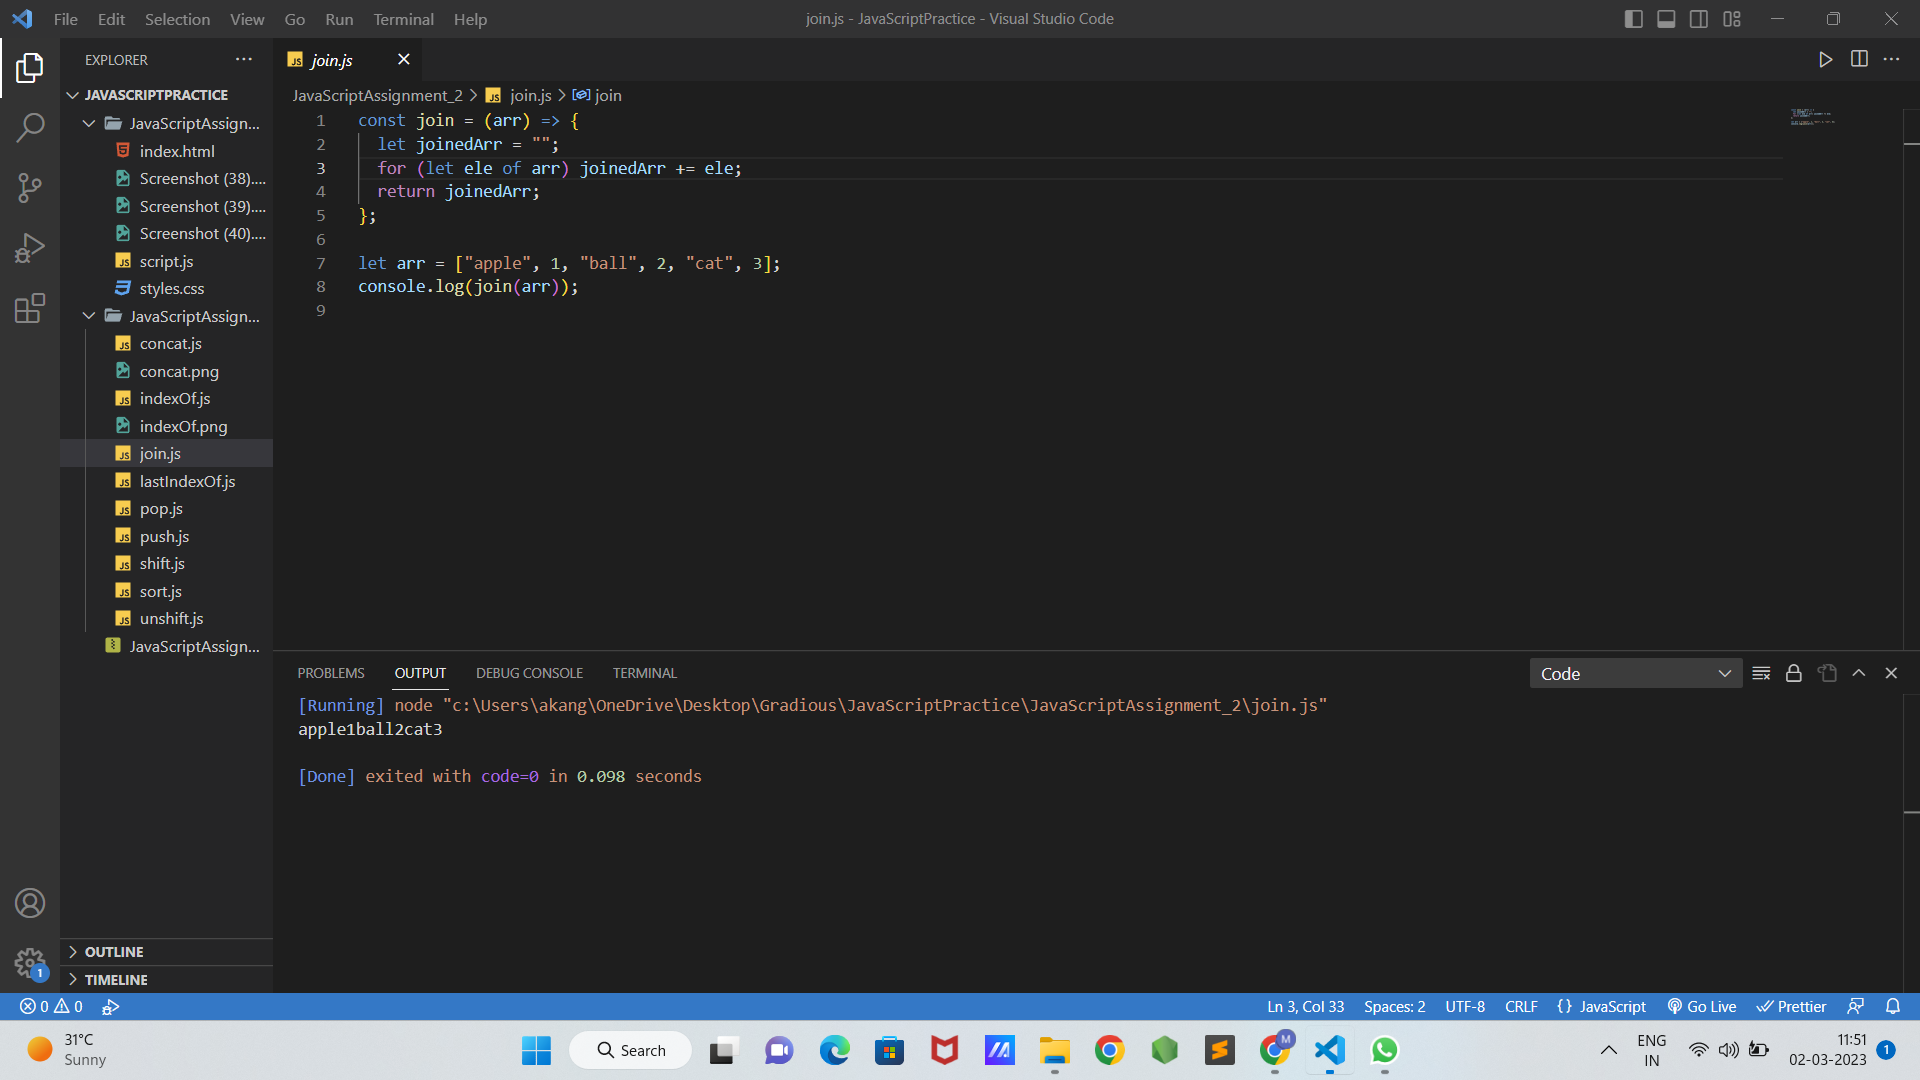 File Edit Selection View Go Run Terminal Help
join.js - JavaScriptPractice - Visual Studio Code
EXPLORER
JAVASCRIPTPRACTICE
JavaScriptAssign...
index.html
Screenshot (38)....
Screenshot (39)....
Screenshot (40)....
script.js
styles.css
JavaScriptAssign...
concat.js
concat.png
indexOf.js
indexOf.png
join.js
lastIndexOf.js
pop.js
push.js
shift.js
sort.js
unshift.js
JavaScriptAssign...
OUTLINE
TIMELINE
join.js
JavaScriptAssignment_2 > join.js > join
1 const join = (arr) => {
2 let joinedArr = "";
3 for (let ele of arr) joinedArr += ele;
4 return joinedArr;
5 };
6
7 let arr = ["apple", 1, "ball", 2, "cat", 3];
8 console.log(join(arr));
9
PROBLEMS OUTPUT DEBUG CONSOLE TERMINAL
Code
[Running] node "c:\Users\akang\OneDrive\Desktop\Gradious\JavaScriptPractice\JavaScriptAssignment_2\join.js"
apple1ball2cat3
[Done] exited with code=0 in 0.098 seconds
1
0 0
Ln 3, Col 33 Spaces: 2 UTF-8 CRLF {} JavaScript Go Live Prettier
31°C
Sunny
Search
M
ENG
IN
11:51
02-03-2023
1